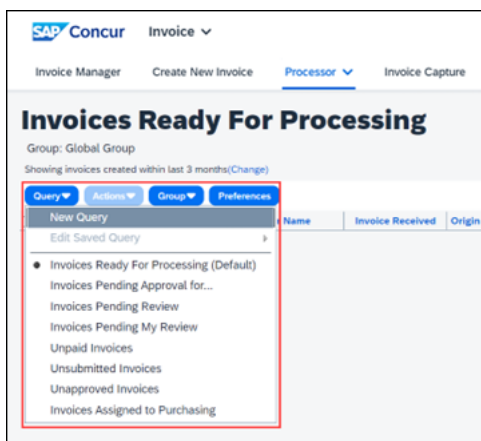 SAP Concur Invoice
Invoice Manager Create New Invoice Processor Invoice Capture
Invoices Ready For Processing
Group: Global Group
Showing invoices created within last 3 months(Change)
Query Actions Group Preferences
New Query Name Invoice Received Origin
Edit Saved Query
Invoices Ready For Processing (Default)
Invoices Pending Approval for...
Invoices Pending Review
Invoices Pending My Review
Unpaid Invoices
Unsubmitted Invoices
Unapproved Invoices
Invoices Assigned to Purchasing